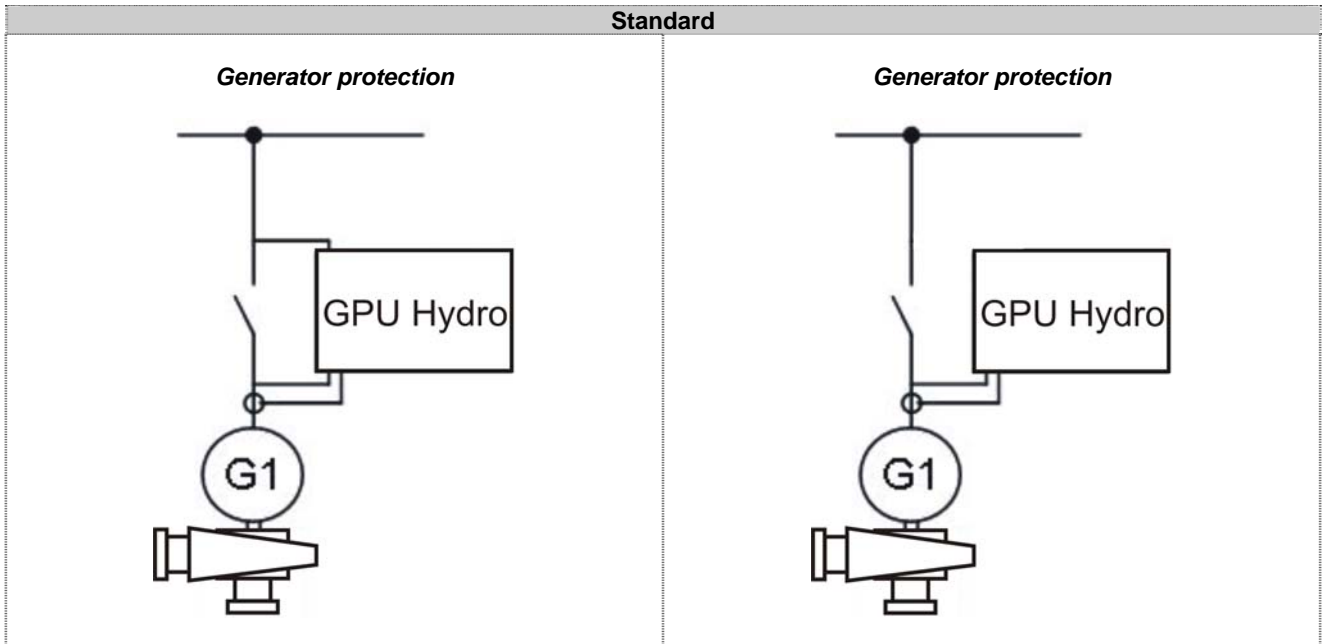 Standard
Generator protection
GPU Hydro
G1
Generator protection
GPU Hydro
G1